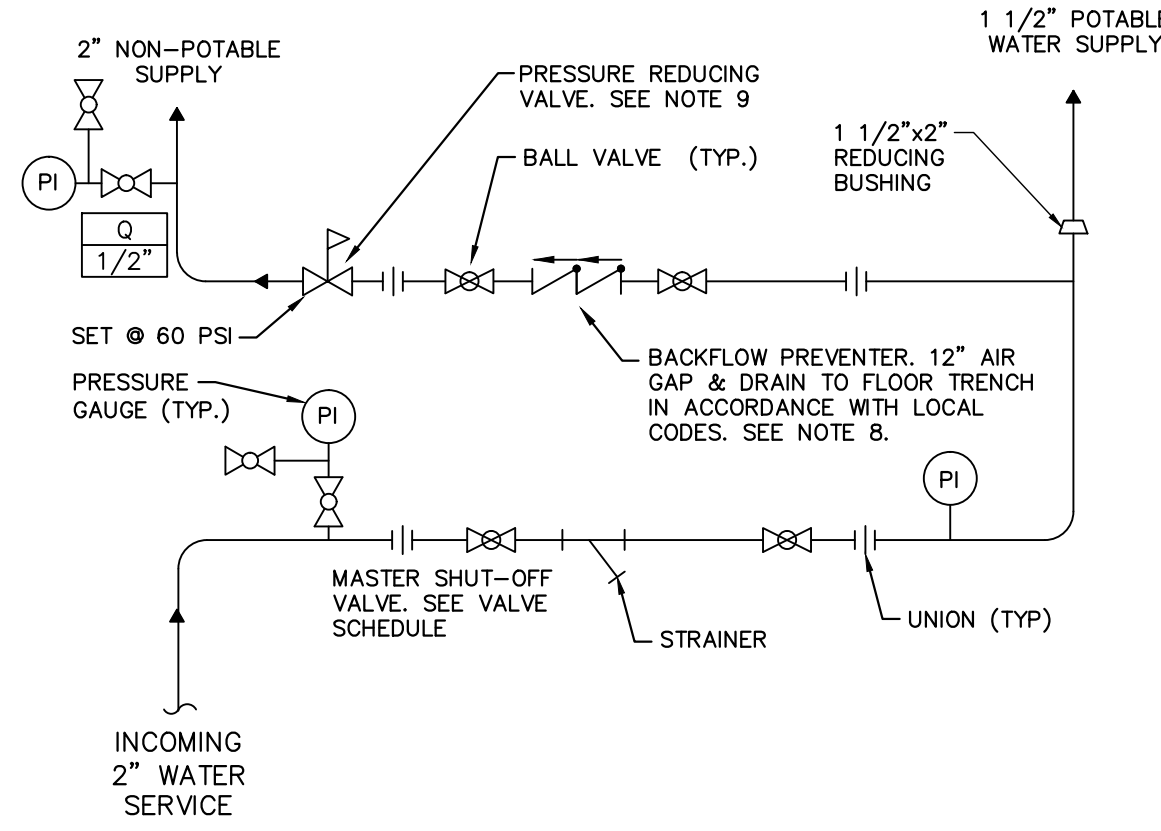 1 1/2" POTABLE
WATER SUPPLY
2" NON-POTABLE
SUPPLY
PRESSURE REDUCING
VALVE. SEE NOTE 9
1 1/2"x2"
REDUCING
BUSHING
BALL VALVE (TYP.)
PI
Q
1/2"
SET @ 60 PSI
BACKFLOW PREVENTER. 12" AIR
GAP & DRAIN TO FLOOR TRENCH
IN ACCORDANCE WITH LOCAL
CODES. SEE NOTE 8.
PRESSURE
GAUGE (TYP.)
PI
PI
MASTER SHUT-OFF
VALVE. SEE VALVE
SCHEDULE
UNION (TYP)
STRAINER
INCOMING
2" WATER
SERVICE